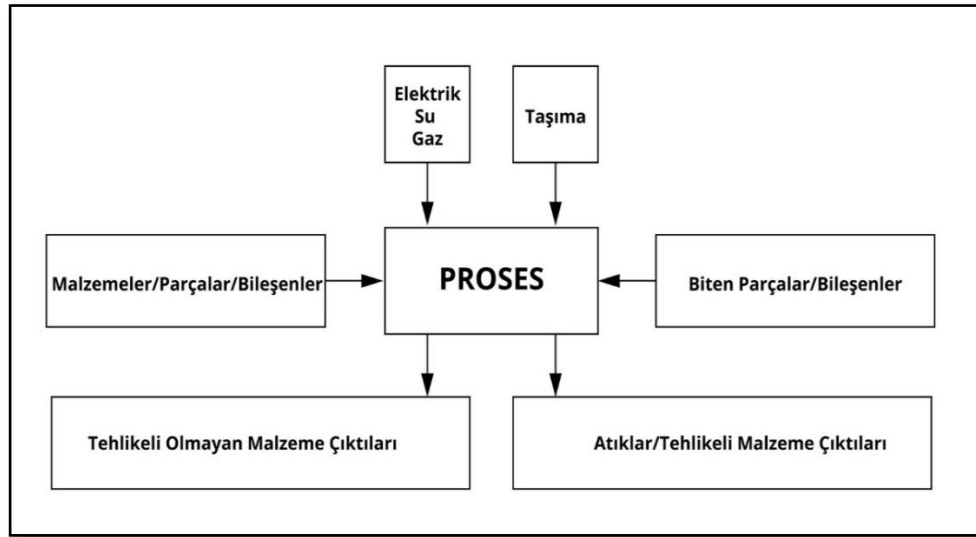 Elektrik
Su
Gaz
Taşıma
Malzemeler/Parçalar/Bileşenler
PROSES
Biten Parçalar/Bileşenler
Tehlikeli Olmayan Malzeme Çıktıları
Atıklar/Tehlikeli Malzeme Çıktıları